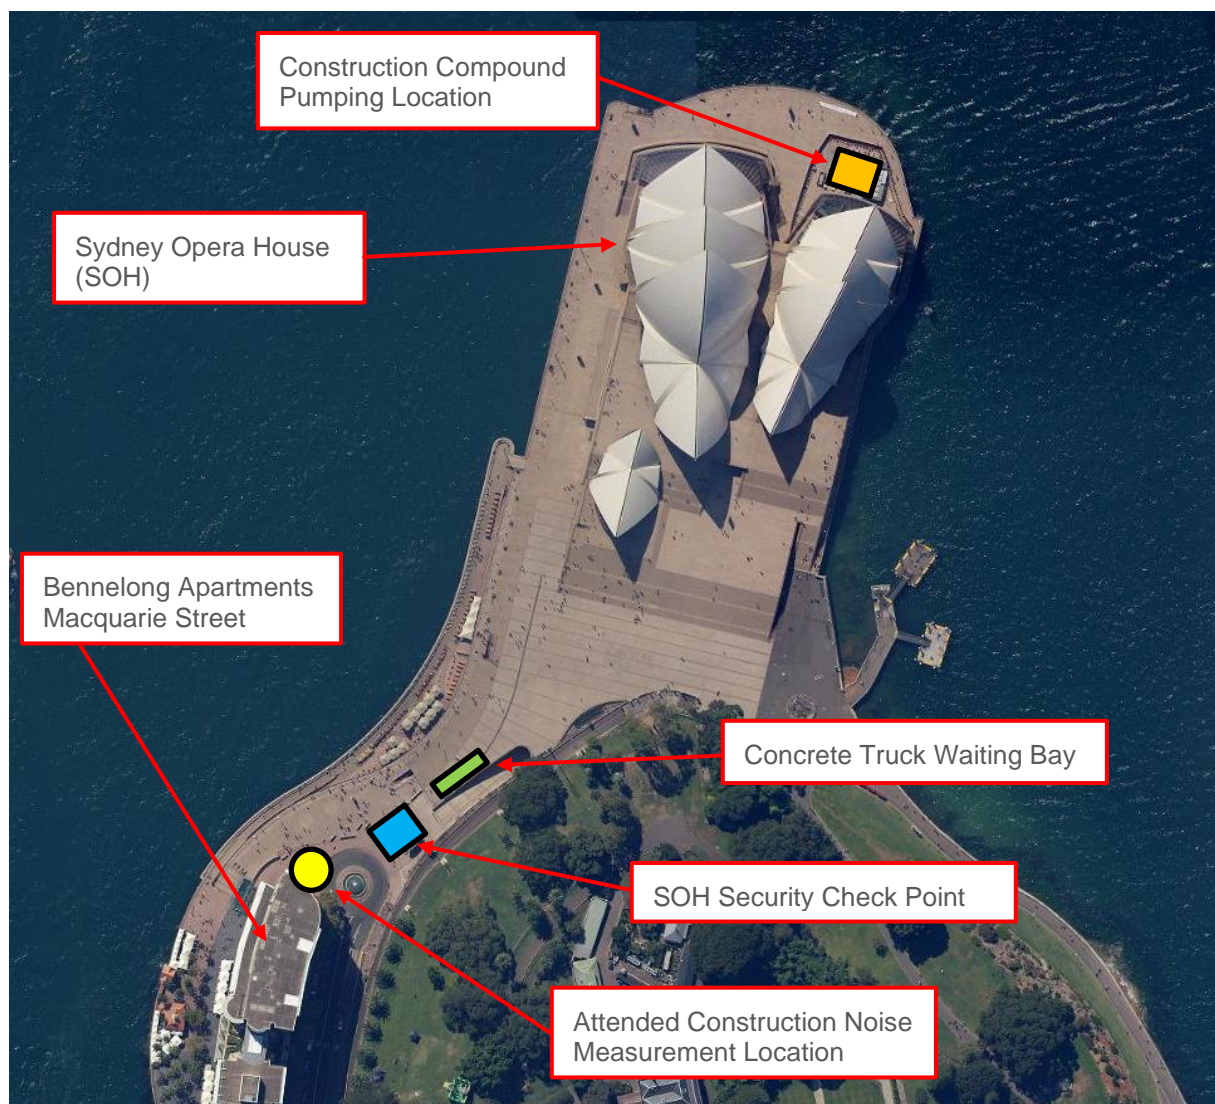 Construction Compound
Pumping Location
Sydney Opera House
(SOH)
Bennelong Apartments
Macquarie Street
Concrete Truck Waiting Bay
SOH Security Check Point
Attended Construction Noise
Measurement Location